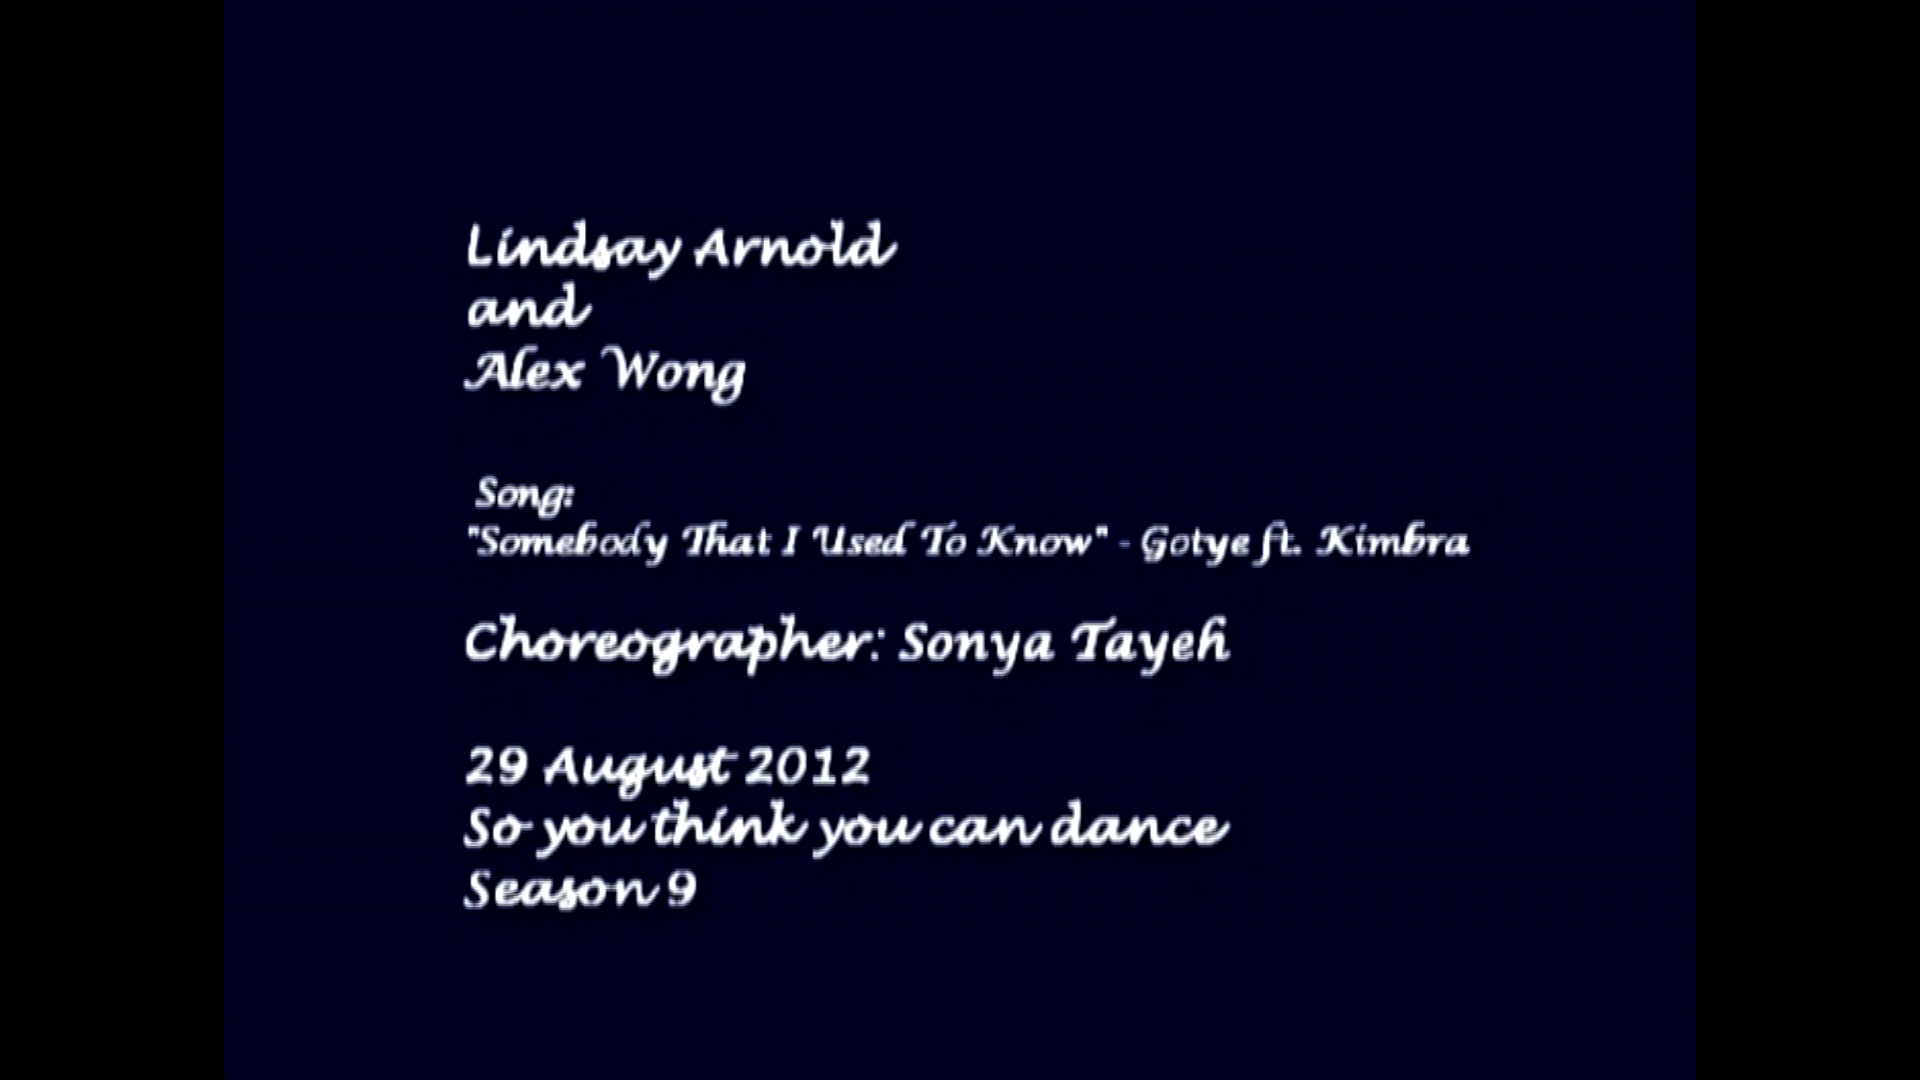 Lindsay Arnold
and
Alex Wong
Song:
"Somebody That I Used To Know" - Gotye ft. Kimbra
Choreographer: Sonya Tayeh
29 August 2012
So you think you can dance
Season 9